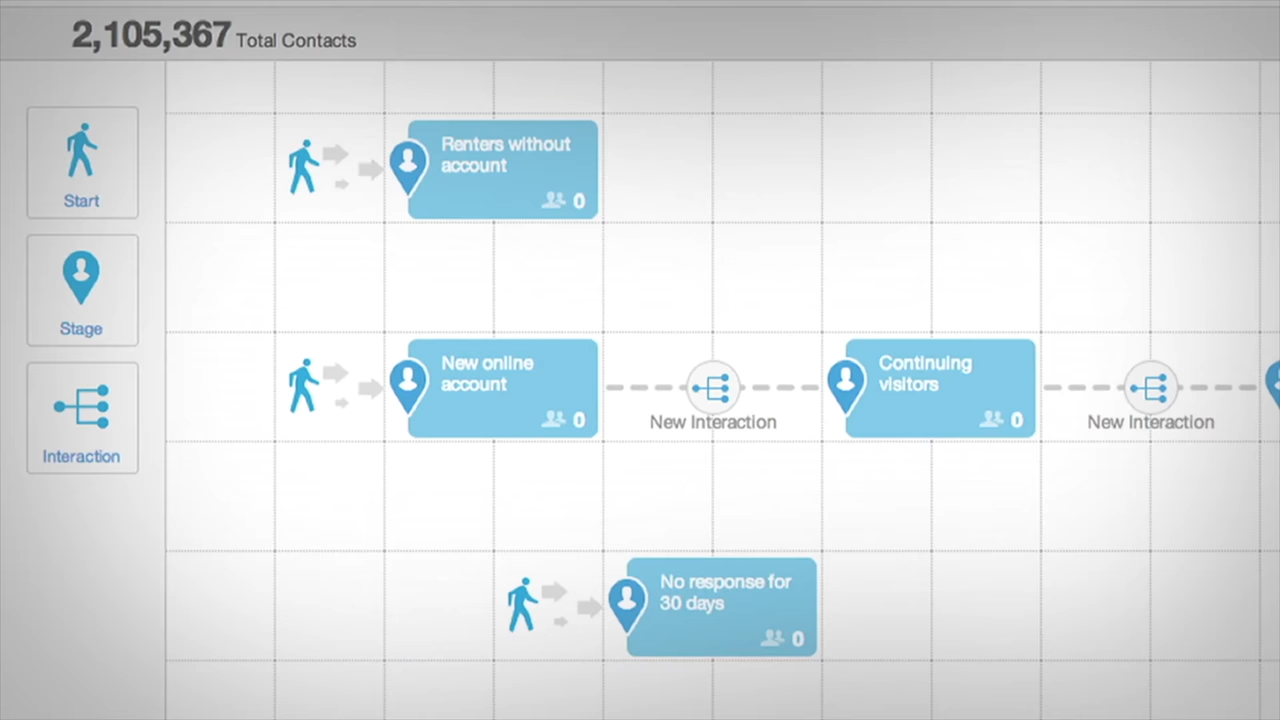 2,105,367 Total Contacts
Start
Stage
Interaction
Renters without
account
0
New online
account
0
New Interaction
Continuing
visitors
0
New Interaction
No response for
30 days
0